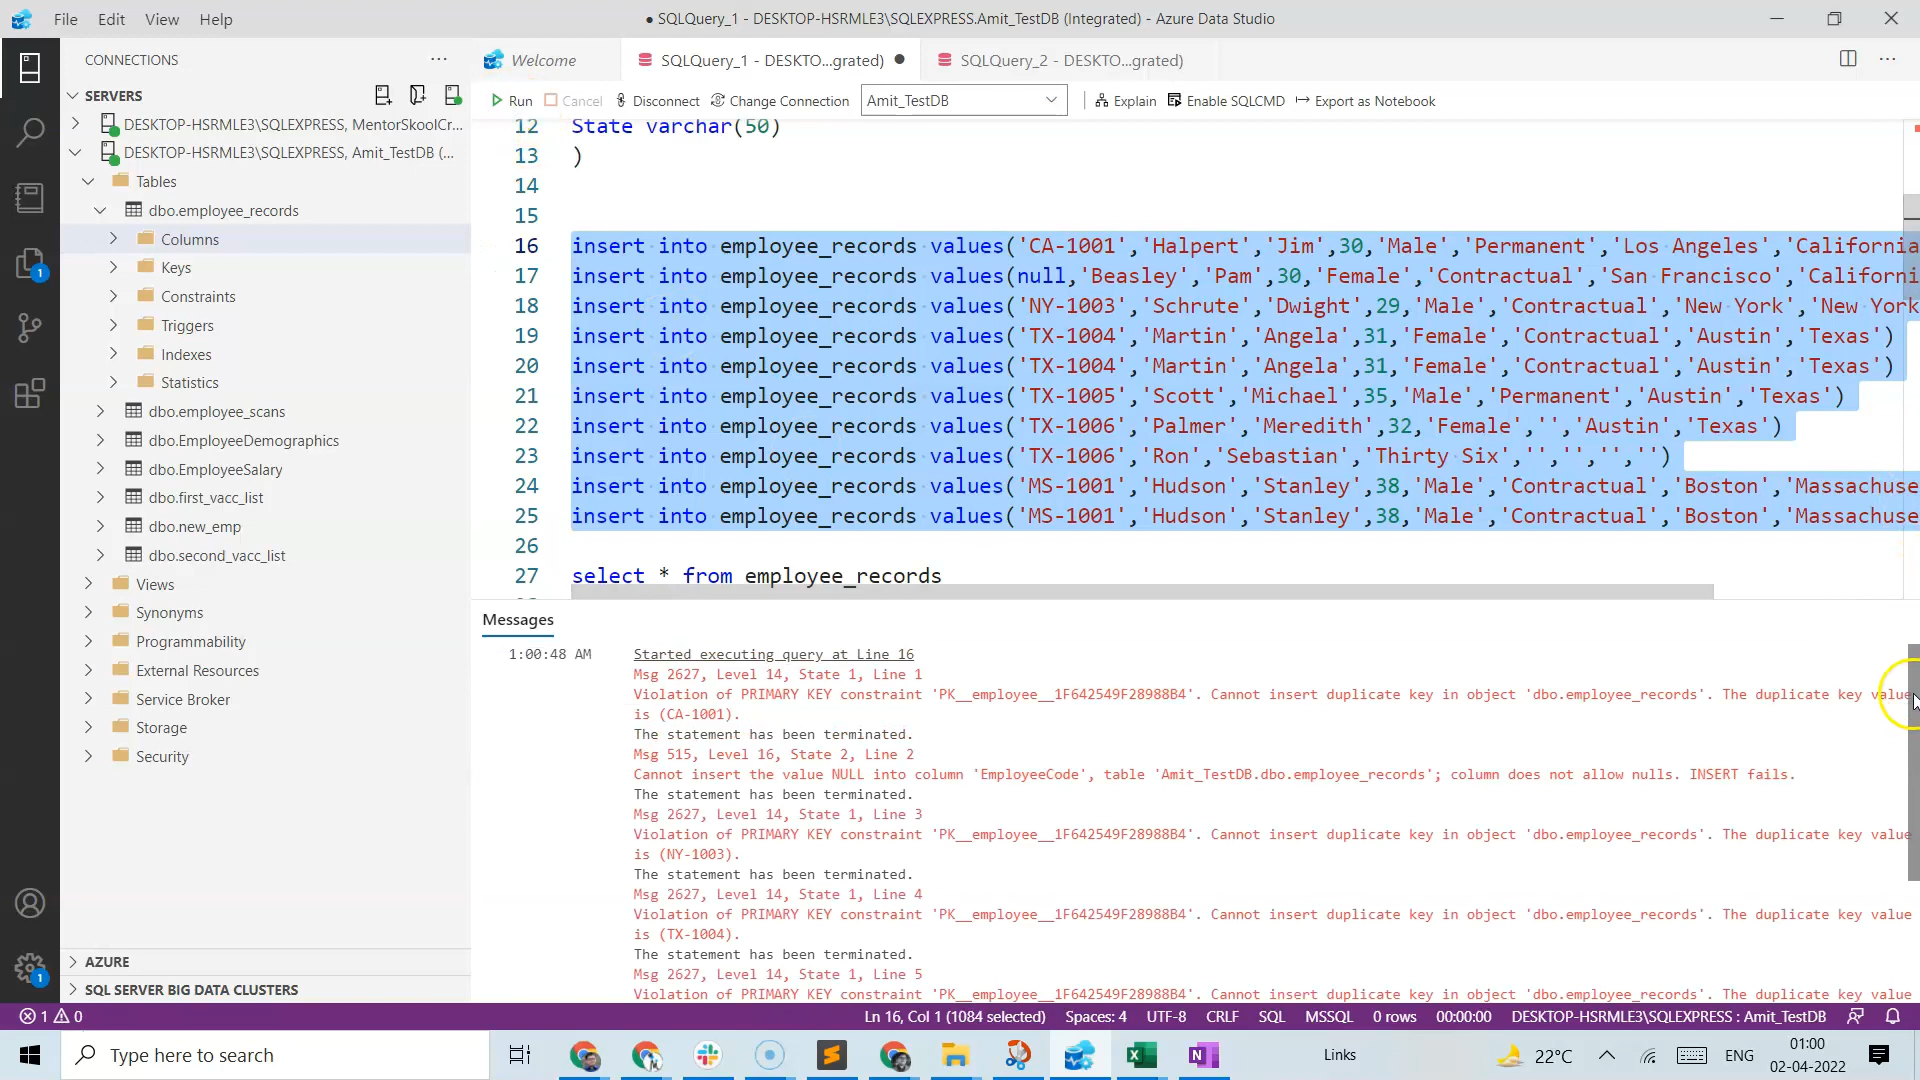 File Edit View Help
● SQLQuery_1 - DESKTOP-HSRMLE3\SQLEXPRESS.Amit_TestDB (Integrated) - Azure Data Studio
CONNECTIONS
Welcome
SQLQuery_1 - DESKTO...grated)
SQLQuery_2 - DESKTO...grated)
SERVERS
Run Cancel Disconnect Change Connection Amit_TestDB Explain Enable SQLCMD Export as Notebook
DESKTOP-HSRMLE3\SQLEXPRESS, MentorSkoolCr...
DESKTOP-HSRMLE3\SQLEXPRESS, Amit_TestDB (...
Tables
dbo.employee_records
Columns
Keys
Constraints
Triggers
Indexes
Statistics
dbo.employee_scans
dbo.EmployeeDemographics
dbo.EmployeeSalary
dbo.first_vacc_list
dbo.new_emp
dbo.second_vacc_list
Views
Synonyms
Programmability
External Resources
Service Broker
Storage
Security
AZURE
SQL SERVER BIG DATA CLUSTERS
12 State varchar(50)
13 )
14
15
16 insert into employee_records values('CA-1001','Halpert','Jim',30,'Male','Permanent','Los Angeles','California
17 insert into employee_records values(null,'Beasley','Pam',30,'Female','Contractual','San Francisco','Californi
18 insert into employee_records values('NY-1003','Schrute','Dwight',29,'Male','Contractual','New York','New York
19 insert into employee_records values('TX-1004','Martin','Angela',31,'Female','Contractual','Austin','Texas')
20 insert into employee_records values('TX-1004','Martin','Angela',31,'Female','Contractual','Austin','Texas')
21 insert into employee_records values('TX-1005','Scott','Michael',35,'Male','Permanent','Austin','Texas')
22 insert into employee_records values('TX-1006','Palmer','Meredith',32,'Female','','Austin','Texas')
23 insert into employee_records values('TX-1006','Ron','Sebastian','Thirty Six','','','','')
24 insert into employee_records values('MS-1001','Hudson','Stanley',38,'Male','Contractual','Boston','Massachuse
25 insert into employee_records values('MS-1001','Hudson','Stanley',38,'Male','Contractual','Boston','Massachuse
26
27 select * from employee_records
Messages
1:00:48 AM Started executing query at Line 16
Msg 2627, Level 14, State 1, Line 1
Violation of PRIMARY KEY constraint 'PK__employee__1F642549F28988B4'. Cannot insert duplicate key in object 'dbo.employee_records'. The duplicate key value
is (CA-1001).
The statement has been terminated.
Msg 515, Level 16, State 2, Line 2
Cannot insert the value NULL into column 'EmployeeCode', table 'Amit_TestDB.dbo.employee_records'; column does not allow nulls. INSERT fails.
The statement has been terminated.
Msg 2627, Level 14, State 1, Line 3
Violation of PRIMARY KEY constraint 'PK__employee__1F642549F28988B4'. Cannot insert duplicate key in object 'dbo.employee_records'. The duplicate key value
is (NY-1003).
The statement has been terminated.
Msg 2627, Level 14, State 1, Line 4
Violation of PRIMARY KEY constraint 'PK__employee__1F642549F28988B4'. Cannot insert duplicate key in object 'dbo.employee_records'. The duplicate key value
is (TX-1004).
The statement has been terminated.
Msg 2627, Level 14, State 1, Line 5
Violation of PRIMARY KEY constraint 'PK__employee__1F642549F28988B4'. Cannot insert duplicate key in object 'dbo.employee_records'. The duplicate key value
1 0 Ln 16, Col 1 (1084 selected) Spaces: 4 UTF-8 CRLF SQL MSSQL 0 rows 00:00:00 DESKTOP-HSRMLE3\SQLEXPRESS : Amit_TestDB
Type here to search
Links
22°C
ENG
01:00
02-04-2022